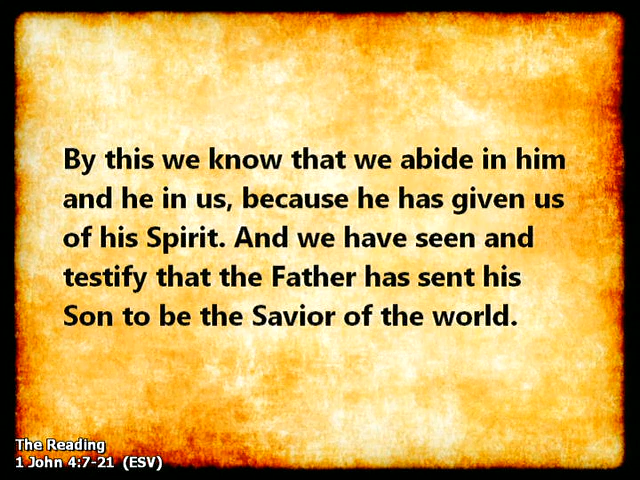 By this we know that we abide in him
and he in us, because he has given us
of his Spirit. And we have seen and
testify that the Father has sent his
Son to be the Savior of the world.
The Reading
1 John 4:7-21 (ESV)